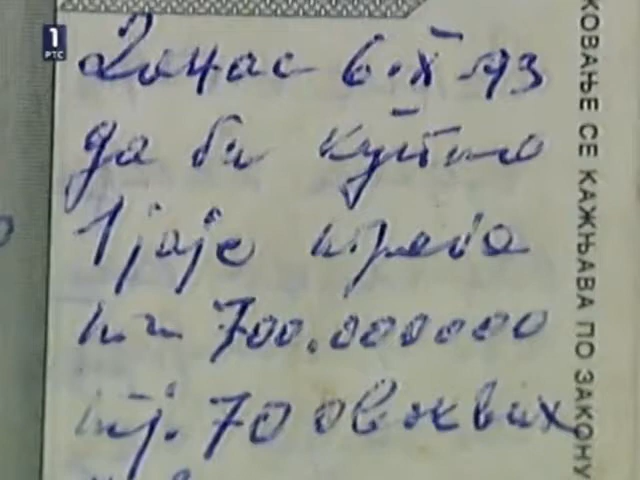 1
РТС
Данас 6.X.93
да би купио
1 јаје треба
700.000000
тј. 70 оваквих
КОВАЊЕ СЕ КАЖЊАВА ПО ЗАКОНУ